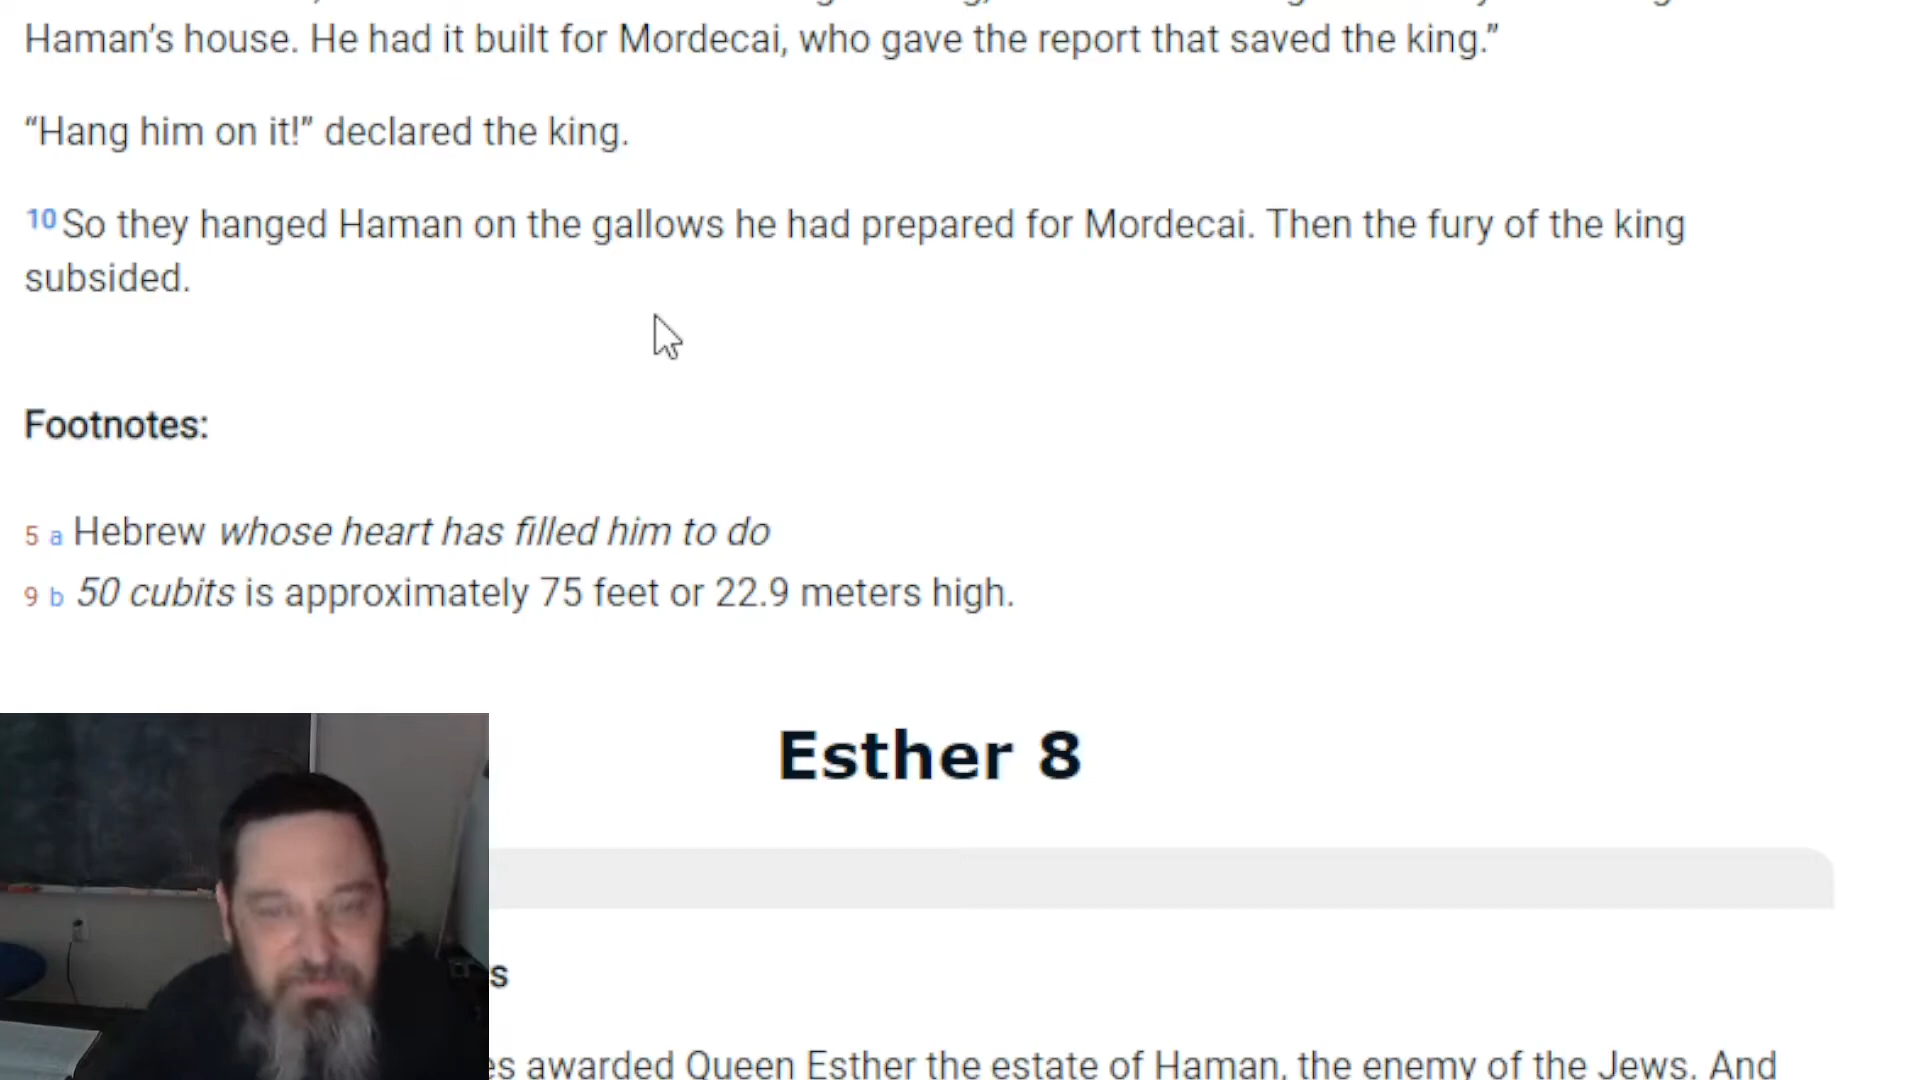 Haman’s house. He had it built for Mordecai, who gave the report that saved the king.”
“Hang him on it!” declared the king.
10 So they hanged Haman on the gallows he had prepared for Mordecai. Then the fury of the king
subsided.
Footnotes:
5 a Hebrew whose heart has filled him to do
9 b 50 cubits is approximately 75 feet or 22.9 meters high.
Esther 8
awarded Queen Esther the estate of Haman, the enemy of the Jews. And